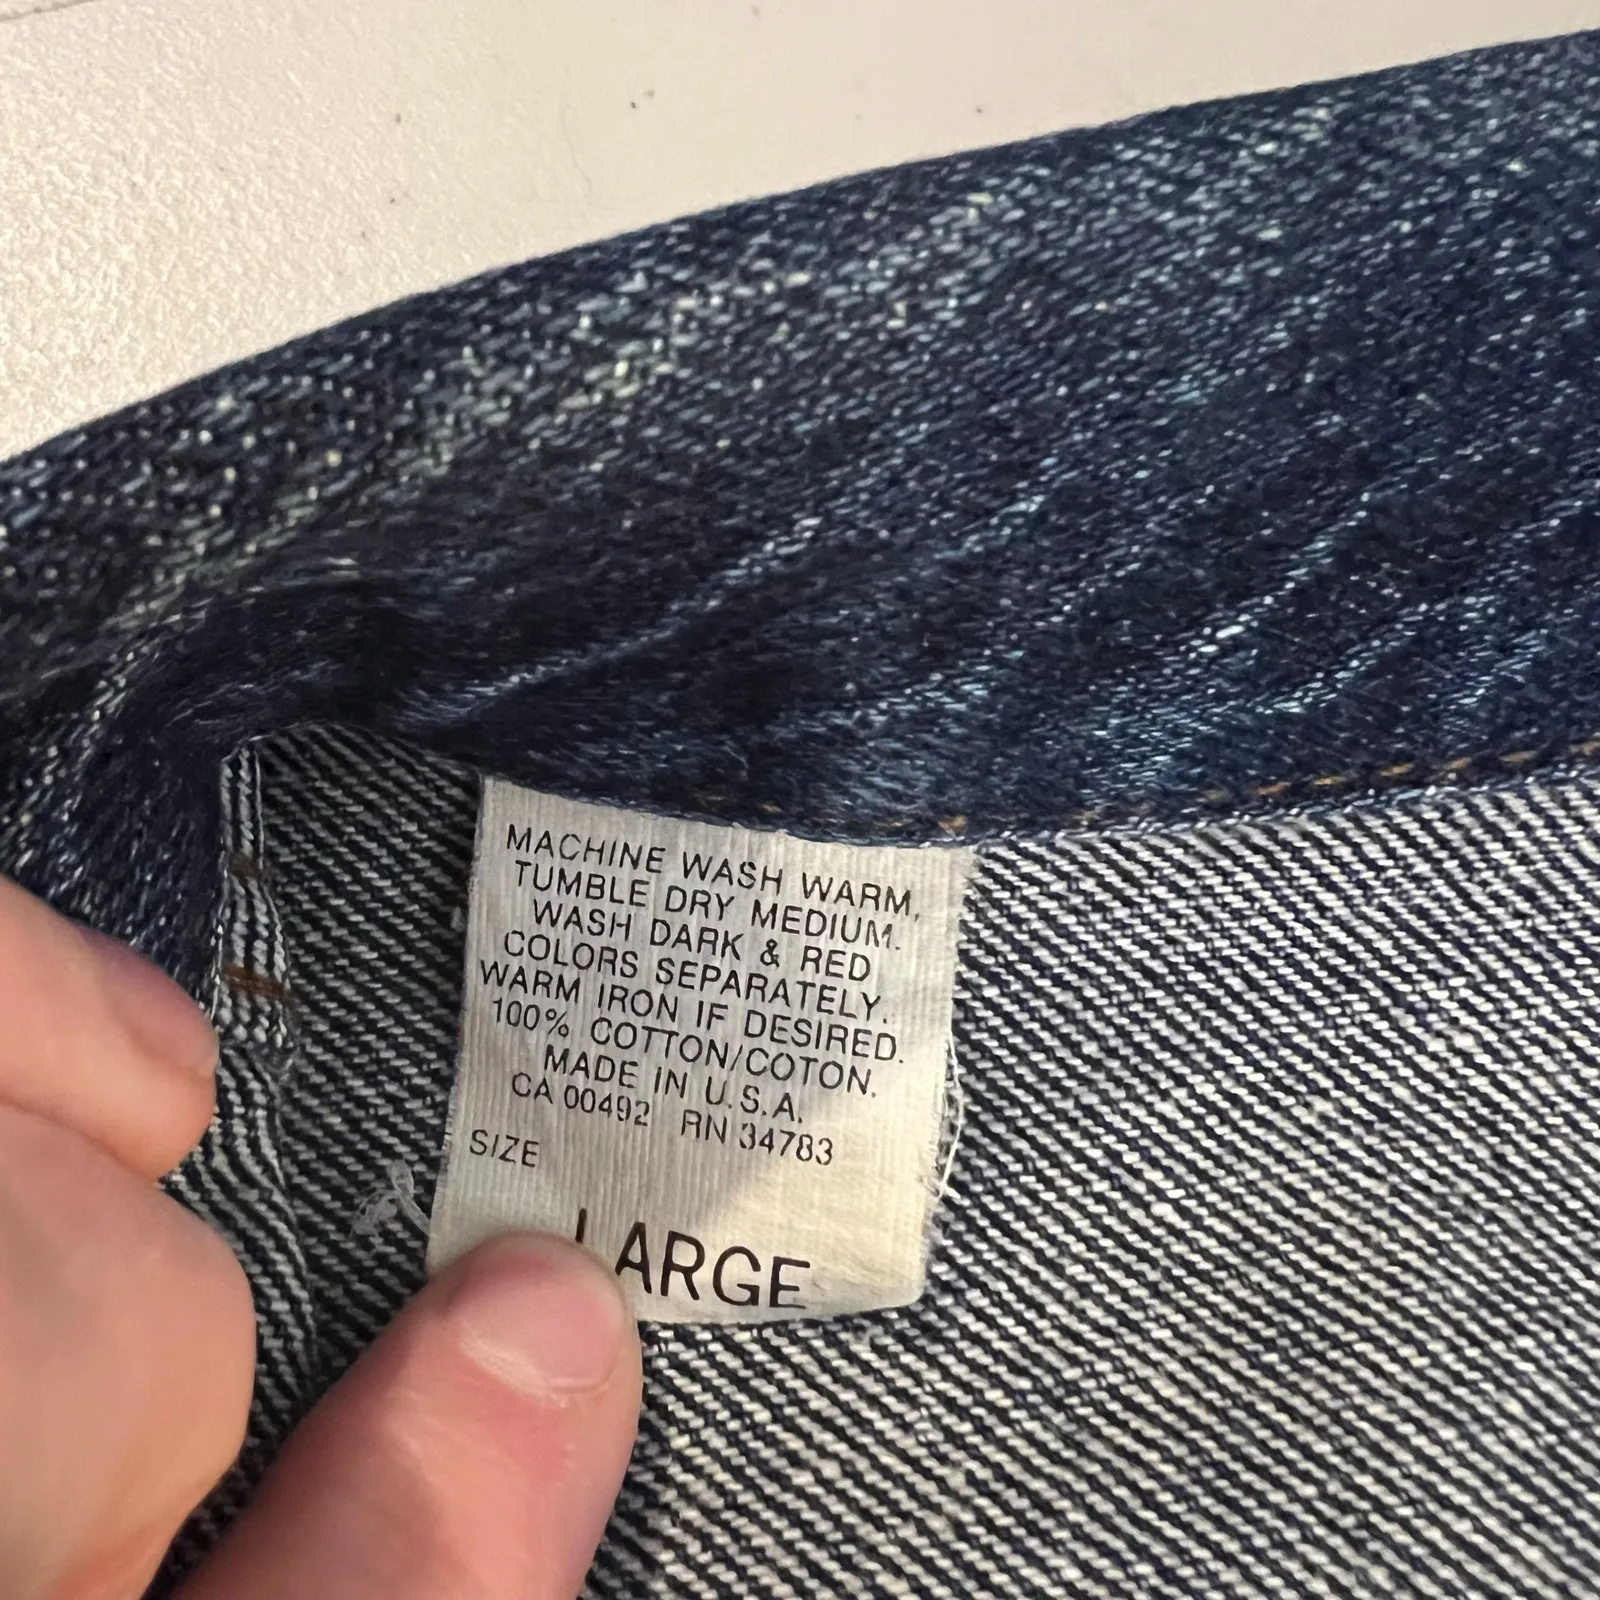 MACHINE WASH WARM,
TUMBLE DRY MEDIUM.
WASH DARK & RED
COLORS SEPARATELY.
WARM IRON IF DESIRED.
100% COTTON/COTON.
MADE IN U.S.A.
CA 00492 RN 34783
SIZE
LARGE